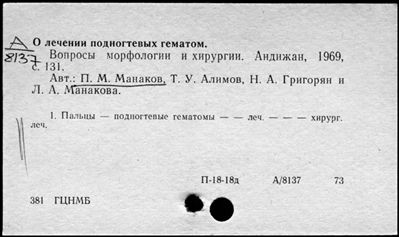 А
8137
О лечении подногтевых гематом.
Вопросы морфологии и хирургии. Андижан, 1969,
с. 131.
Авт.: П. М. Манаков, Т. У. Алимов, Н. А. Григорян и
Л. А. Манакова.
1. Пальцы — подногтевые гематомы — — леч. — — — хирург.
леч.
П-18-18д А/8137 73
381 ГЦНМБ